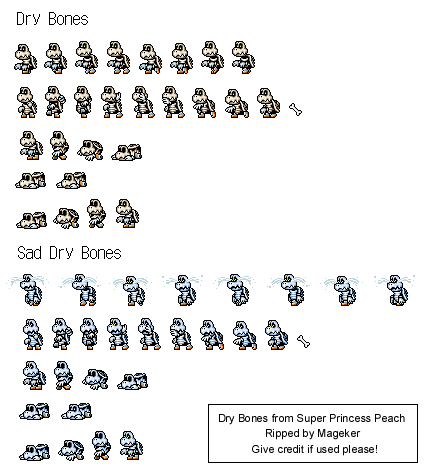 Dry Bones
Sad Dry Bones
Dry Bones from Super Princess Peach
Ripped by Mageker
Give credit if used please!